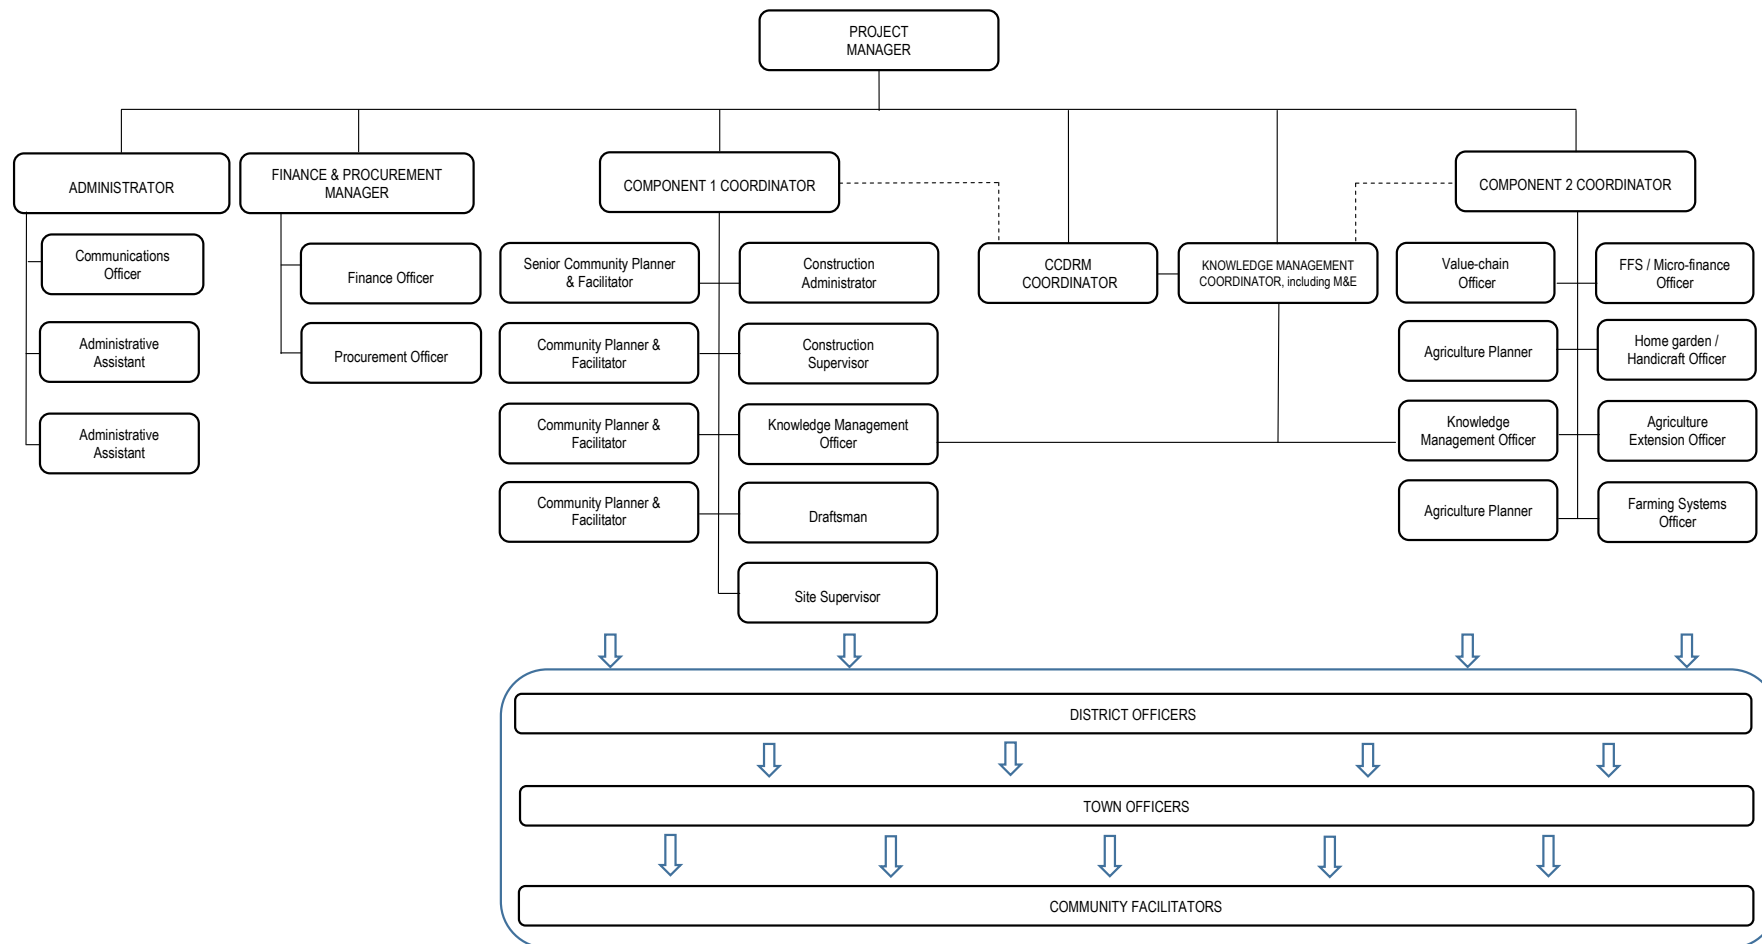 PROJECT
MANAGER
ADMINISTRATOR
FINANCE & PROCUREMENT
MANAGER
COMPONENT 1 COORDINATOR
COMPONENT 2 COORDINATOR
Communications
Officer
Administrative
Assistant
Administrative
Assistant
Finance Officer
Procurement Officer
Senior Community Planner
& Facilitator
Construction
Administrator
Community Planner &
Facilitator
Construction
Supervisor
Community Planner &
Facilitator
Knowledge Management
Officer
Community Planner &
Facilitator
Draftsman
Site Supervisor
CCDRM
COORDINATOR
KNOWLEDGE MANAGEMENT
COORDINATOR, including M&E
Value-chain
Officer
FFS / Micro-finance
Officer
Agriculture Planner
Home garden /
Handicraft Officer
Knowledge
Management Officer
Agriculture
Extension Officer
Agriculture Planner
Farming Systems
Officer
DISTRICT OFFICERS
TOWN OFFICERS
COMMUNITY FACILITATORS